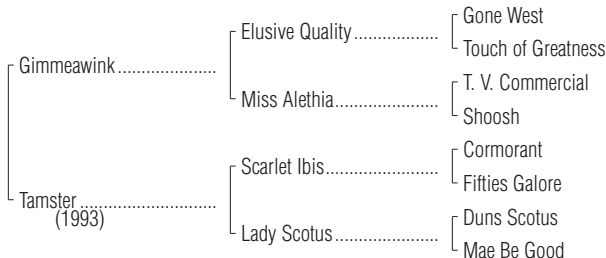 Gone West
Elusive Quality..................
Touch of Greatness
Gimmeawink.....................
T. V. Commercial
Miss Alethia......................
Shoosh
Cormorant
Scarlet Ibis........................
Fifties Galore
Tamster.............................
(1993)
Duns Scotus
Lady Scotus......................
Mae Be Good